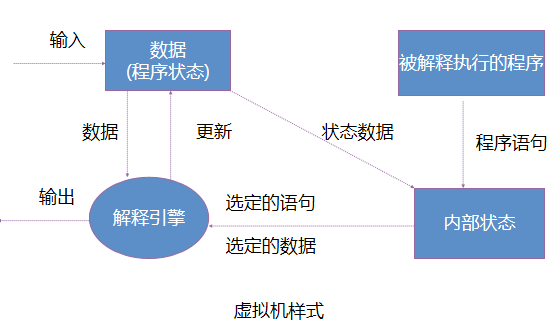 输入
数据
(程序状态)
被解释执行的程序
数据
更新
状态数据
程序语句
输出
解释引擎
选定的语句
选定的数据
内部状态
虚拟机样式